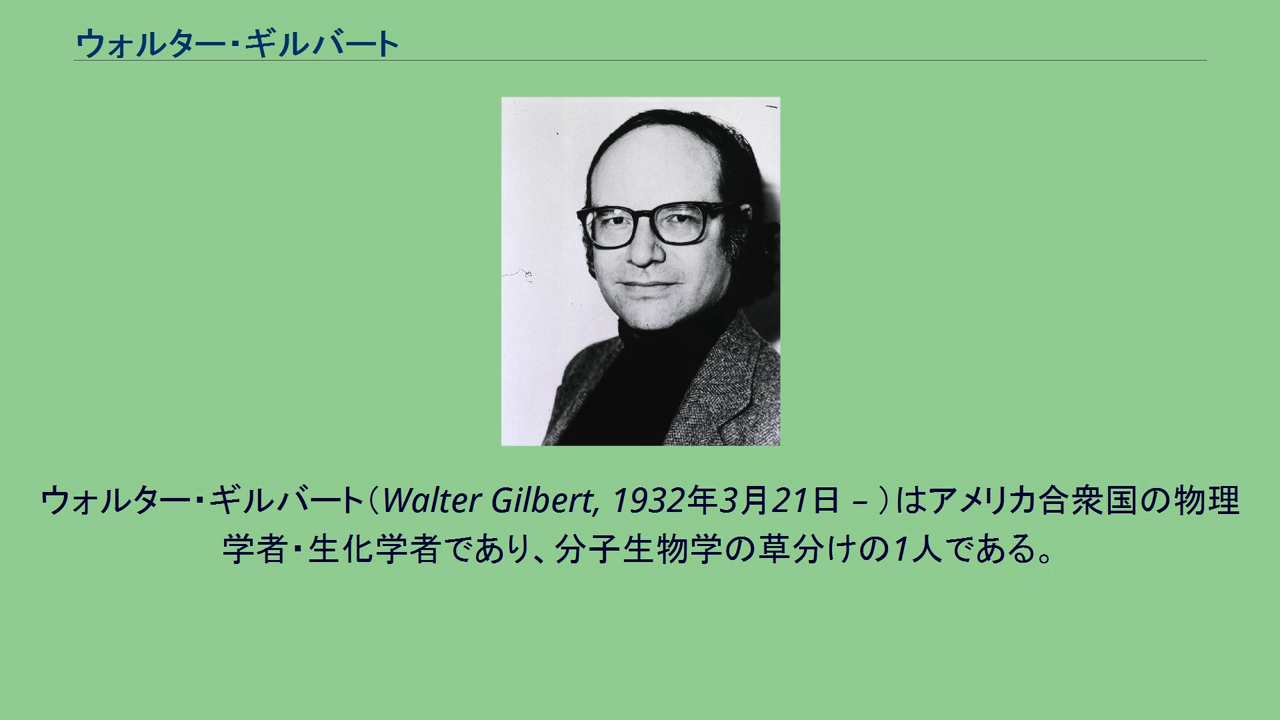 ウォルター・ギルバート
ウォルター・ギルバート（Walter Gilbert, 1932年3月21日 – ）はアメリカ合衆国の物理
学者・生化学者であり、分子生物学の草分けの1人である。